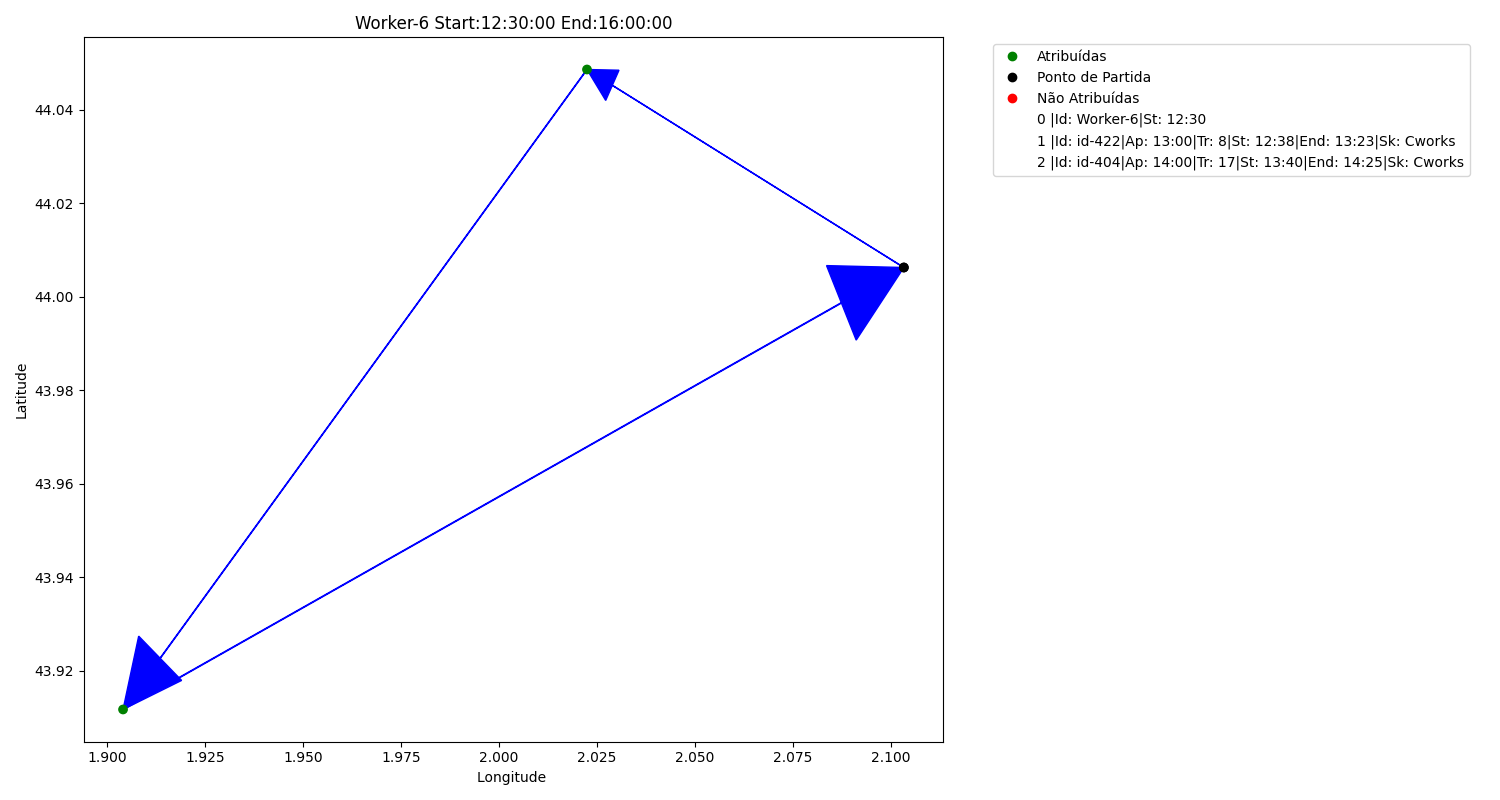 Worker-6 Start:12:30:00 End:16:00:00
Atribuídas
Ponto de Partida
Não Atribuídas
0 |Id: Worker-6|St: 12:30
1 |Id: id-422|Ap: 13:00|Tr: 8|St: 12:38|End: 13:23|Sk: Cworks
2 |Id: id-404|Ap: 14:00|Tr: 17|St: 13:40|End: 14:25|Sk: Cworks
Latitude
44.04
44.02
44.00
43.98
43.96
43.94
43.92
1.900 1.925 1.950 1.975 2.000 2.025 2.050 2.075 2.100
Longitude